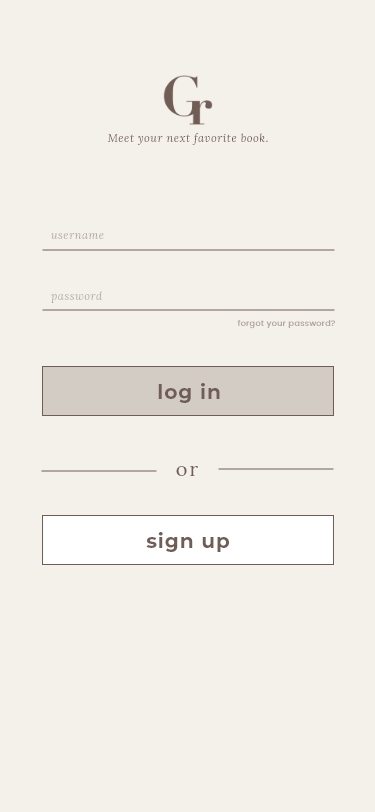 Gr
Meet your next favorite book.
username
password
forgot your password?
log in
or
sign up